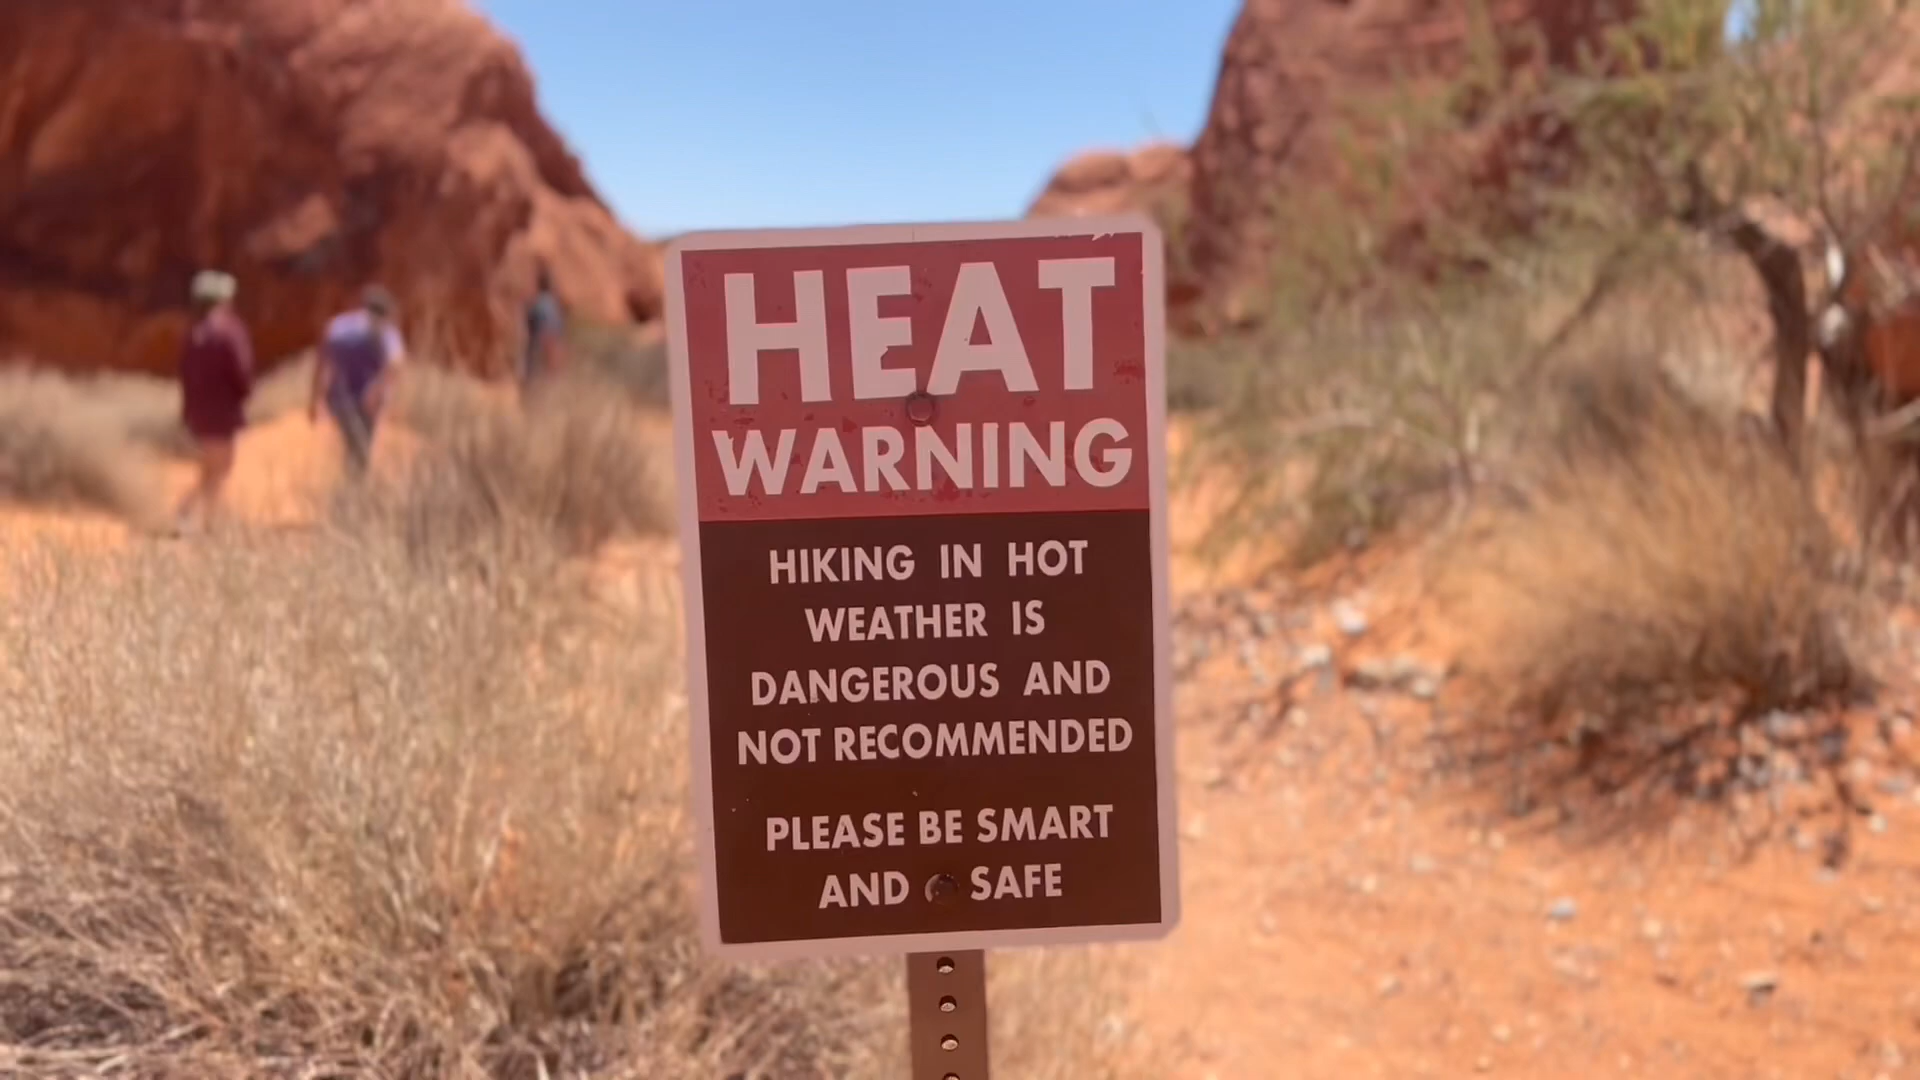 HEAT
WARNING
HIKING IN HOT
WEATHER IS
DANGEROUS AND
NOT RECOMMENDED
PLEASE BE SMART
AND SAFE